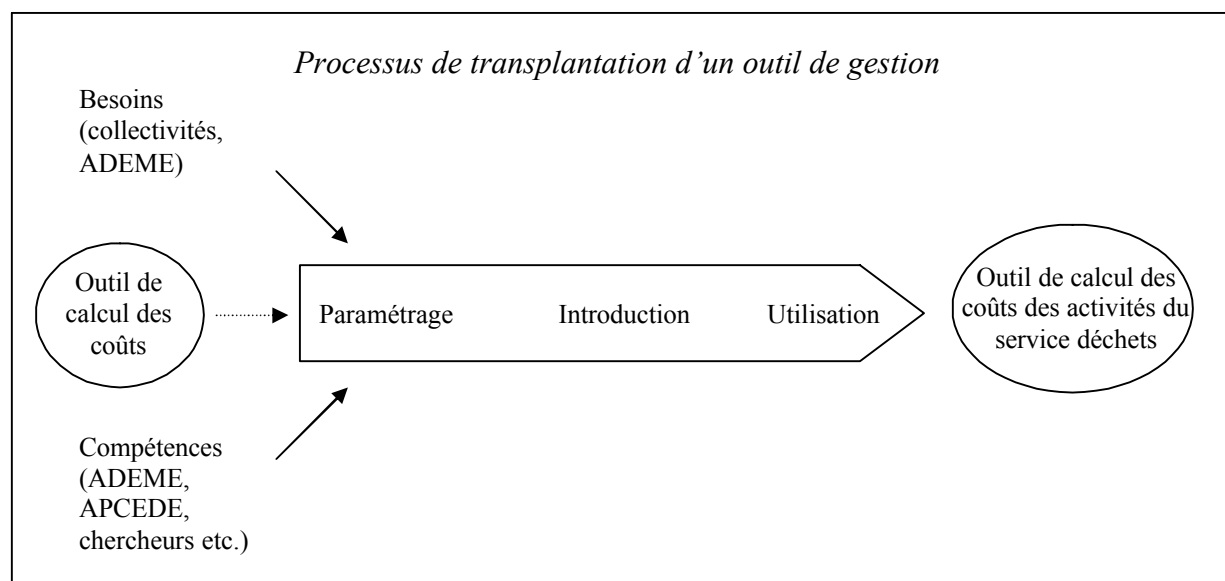 Processus de transplantation d’un outil de gestion
Besoins
(collectivités,
ADEME)
Outil de
calcul des
coûts
Paramétrage
Introduction
Utilisation
Outil de calcul des
coûts des activités du
service déchets
Compétences
(ADEME,
APCEDE,
chercheurs etc.)